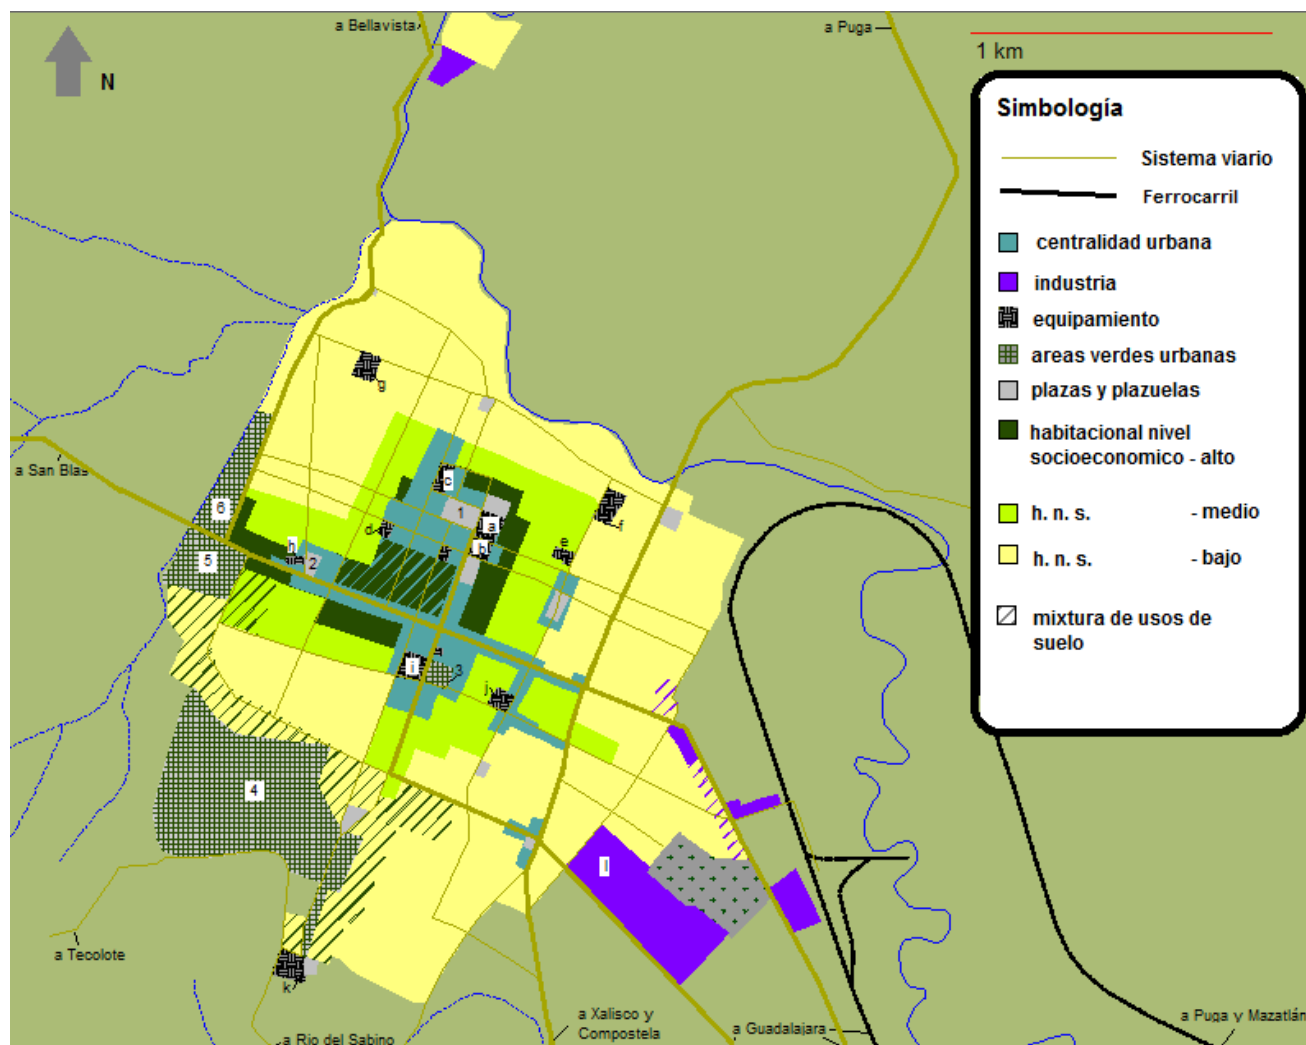 a Bellavista
a Puga
1 km
N
Simbología
Sistema viario
Ferrocarril
centralidad urbana
industria
equipamiento
areas verdes urbanas
plazas y plazuelas
habitacional nivel
socioeconomico - alto
h. n. s. - medio
h. n. s. - bajo
mixtura de usos de
suelo
g
a San Blas
c
6
1
a
f
d
b
e
h
2
5
i
3
j
4
l
a Tecolote
k
a Rio del Sabino
a Xalisco y
Compostela
a Guadalajara
a Puga y Mazatlán